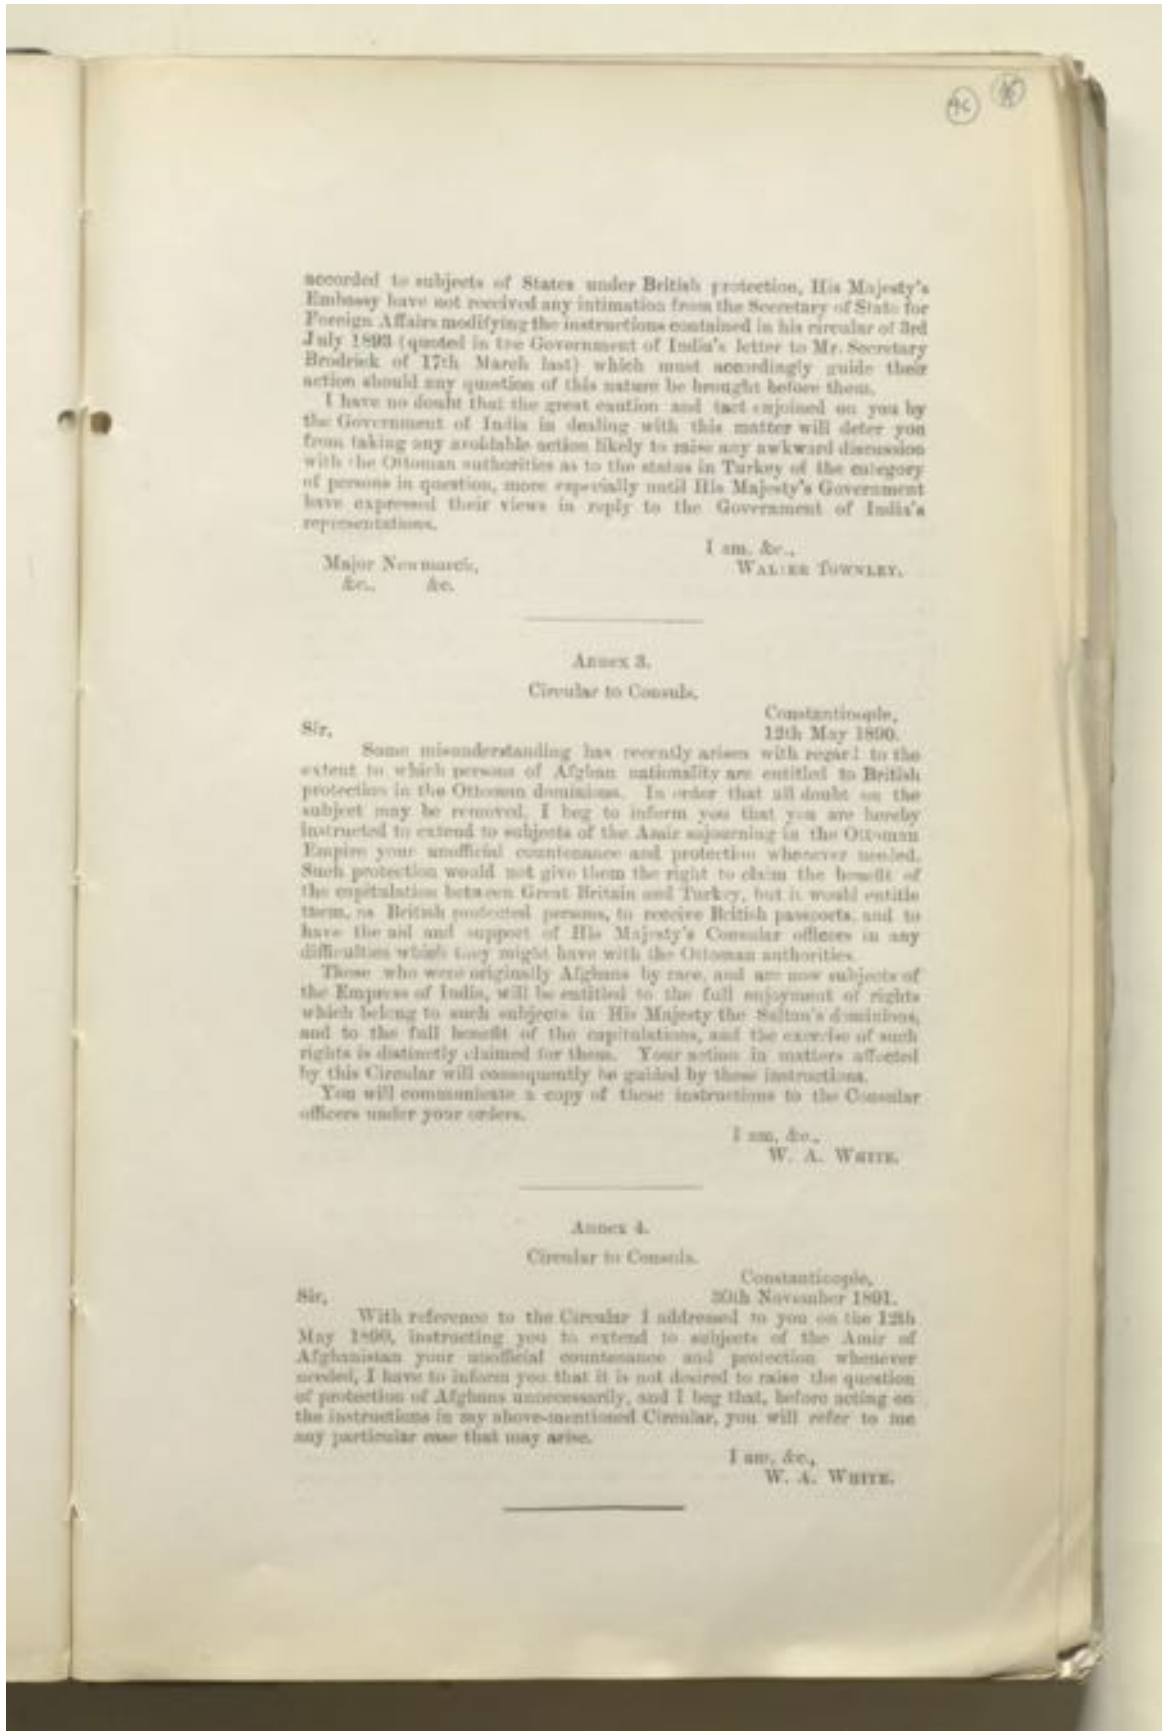 accorded to subjects of States under British protection, His Majesty's
Embassy have not received any intimation from the Secretary of State for
Foreign Affairs modifying the instructions contained in his circular of 3rd
July 1893 (quoted in the Government of India's letter to Mr. Secretary
Brodrick of 17th March last) which must accordingly guide their
action should any question of this nature be brought before them.
I have no doubt that the great caution and tact enjoined on you by
the Government of India in dealing with this matter will deter you
from taking any avoidable action likely to raise any awkward discussion
with the Ottoman authorities as to the status in Turkey of the category
of persons in question, more especially until His Majesty's Government
have expressed their views in reply to the Government of India's
representations.
I am, &c.,
Major Newmarch, WALTER TOWNLEY.
&c., &c.
ANNEX 3.
Circular to Consuls.
Constantinople,
Sir, 12th May 1890.
Some misunderstanding has recently arisen with regard to the
extent to which persons of Afghan nationality are entitled to British
protection in the Ottoman dominions. In order that all doubt on the
subject may be removed, I beg to inform you that you are hereby
instructed to extend to subjects of the Amir sojourning in the Ottoman
Empire your unofficial countenance and protection whenever needed.
Such protection would not give them the right to claim the benefit of
the capitulation between Great Britain and Turkey, but it would entitle
them, as British protected persons, to receive British passports, and to
have the aid and support of His Majesty's Consular officers in any
difficulties which they might have with the Ottoman authorities.
Those who were originally Afghans by race, and are now subjects of
the Empress of India, will be entitled to the full enjoyment of rights
which belong to such subjects in His Majesty the Sultan's dominions,
and to the full benefit of the capitulations, and the exercise of such
rights is distinctly claimed for them. Your action in matters affected
by this Circular will consequently be guided by these instructions.
You will communicate a copy of these instructions to the Consular
officers under your orders.
I am, &c.,
W. A. WHITE.
ANNEX 4.
Circular to Consuls.
Constantinople,
Sir, 30th November 1891.
With reference to the Circular I addressed to you on the 12th
May 1890, instructing you to extend to subjects of the Amir of
Afghanistan your unofficial countenance and protection whenever
needed, I have to inform you that it is not desired to raise the question
of protection of Afghans unnecessarily, and I beg that, before acting on
the instructions in my above-mentioned Circular, you will refer to me
any particular case that may arise.
I am, &c.,
W. A. WHITE.